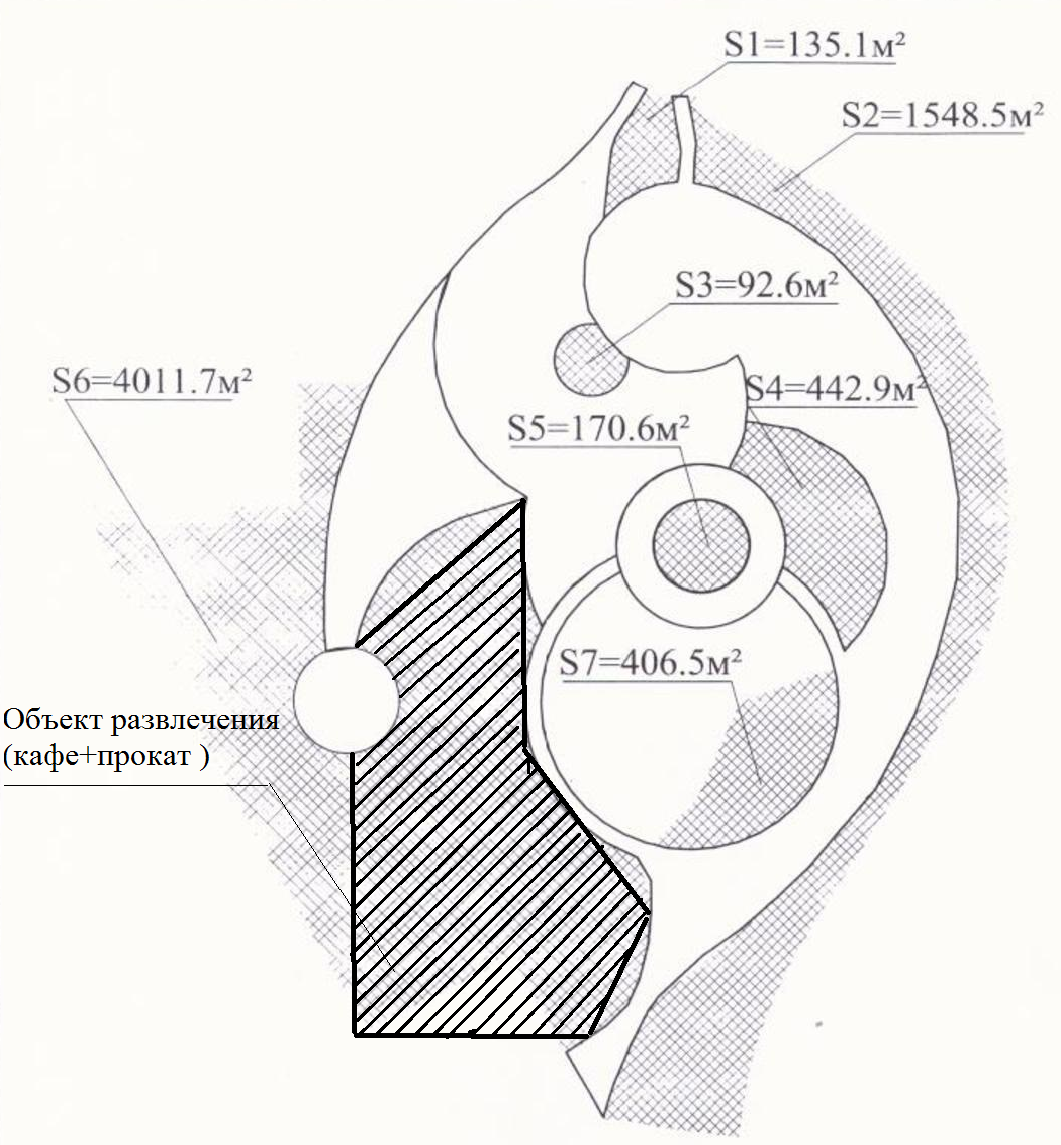 S1=135.1м²
S2=1548.5м²
S3=92.6м²
S6=4011.7м²
S4=442.9м²
S5=170.6м²
S7=406.5м²
Объект развлечения
(кафе+прокат )